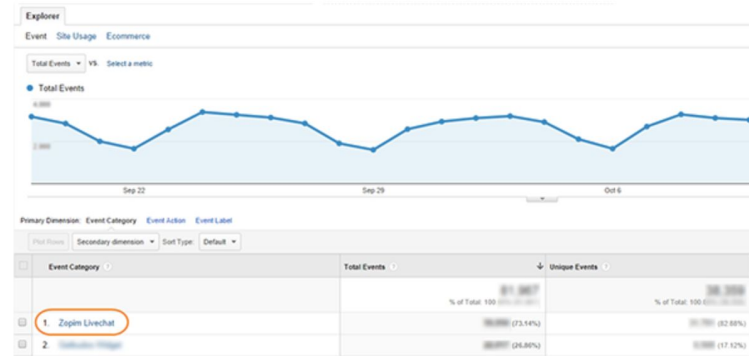 Explorer
Event Site Usage Ecommerce
Total Events VS. Select a metric
Total Events
Sep 22 Sep 29 Oct 6
Primary Dimension: Event Category Event Action Event Label
Plot Rows Secondary dimension Sort Type: Default
Event Category Total Events Unique Events
% of Total: 100 % of Total: 100
1. Zopim Livechat (73.14%) (82.88%)
2. (26.86%) (17.12%)